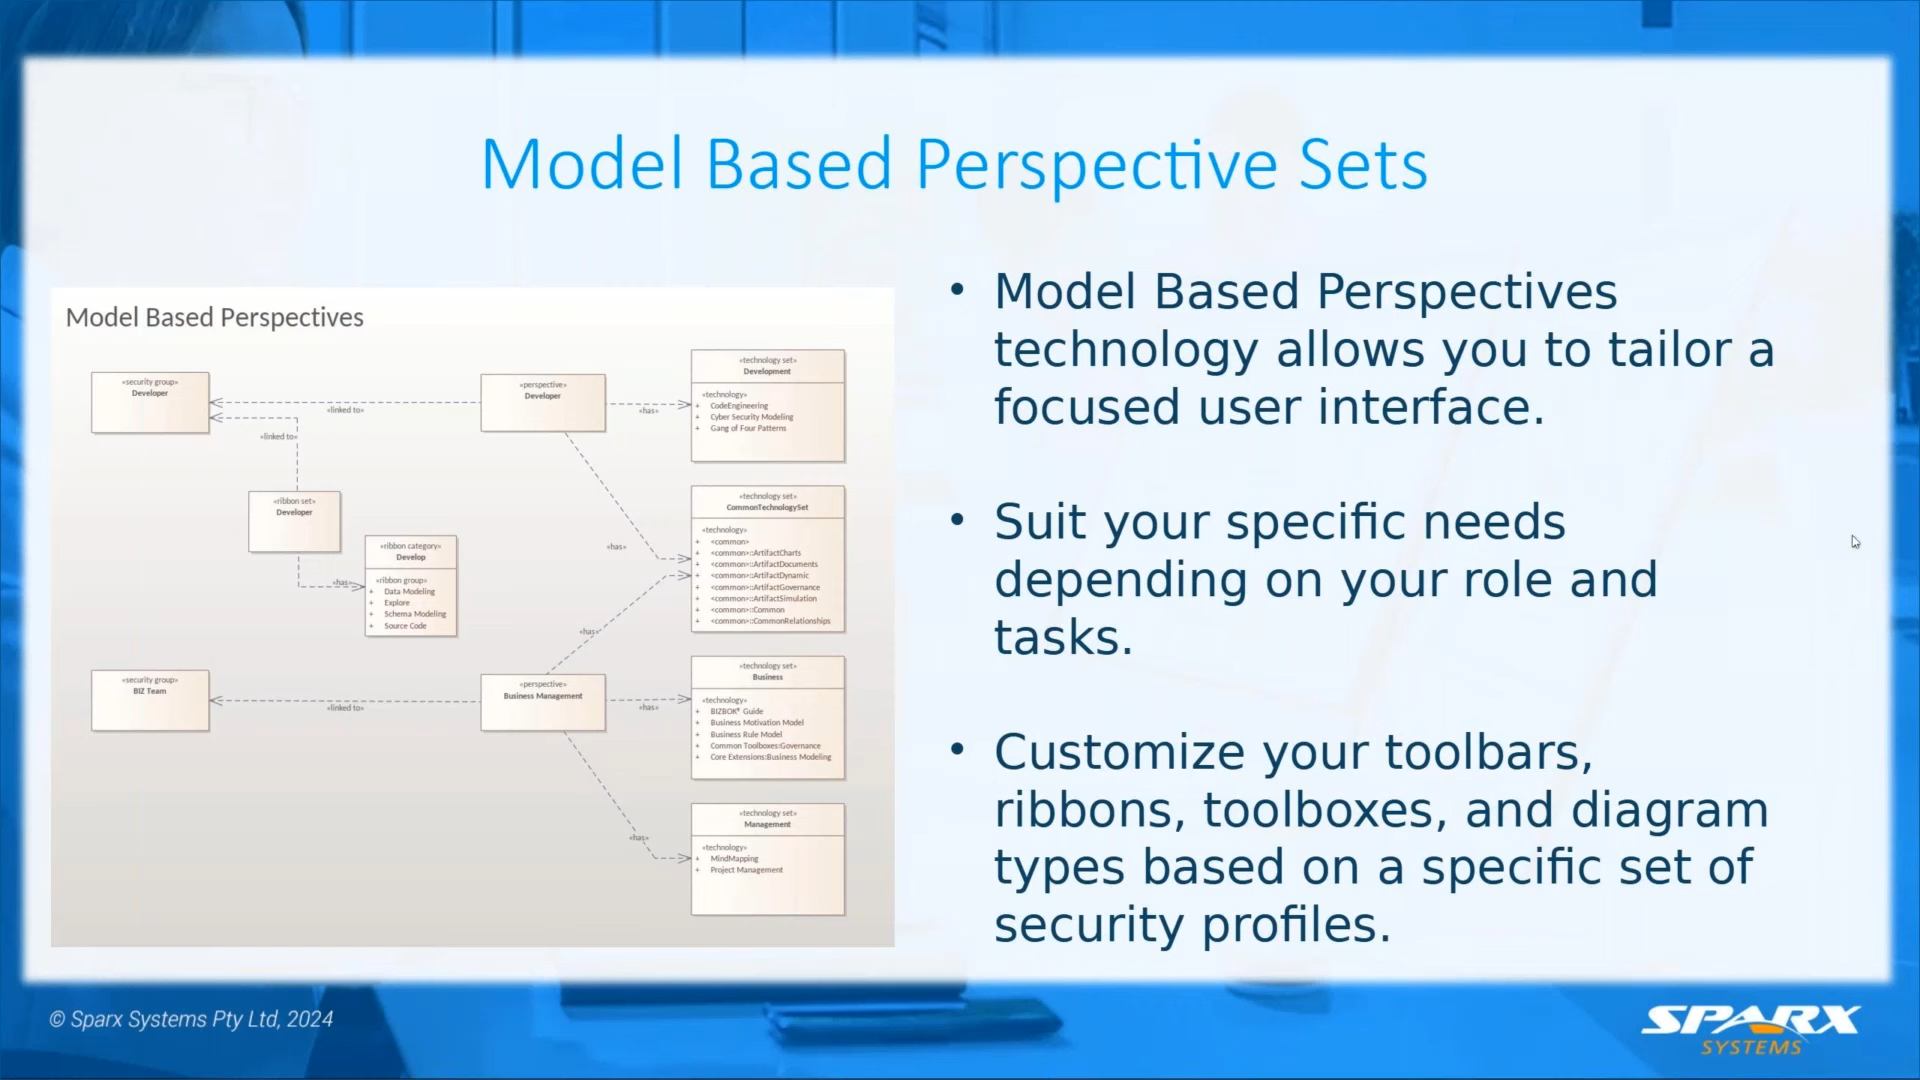 Model Based Perspective Sets
Model Based Perspectives
«security group»
Developer
«linked to»
«linked to»
«perspective»
Developer
«has»
«technology set»
Development
«technology»
+ CodeEngineering
+ Cyber Security Modeling
+ Gang of Four Patterns
«ribbon set»
Developer
«has»
«ribbon category»
Develop
«ribbon group»
+ Data Modeling
+ Explore
+ Schema Modeling
+ Source Code
«has»
«technology set»
CommonTechnologySet
«technology»
+ <common>
+ <common>::ArtifactCharts
+ <common>::ArtifactDocuments
+ <common>::ArtifactDynamic
+ <common>::ArtifactGovernance
+ <common>::ArtifactSimulation
+ <common>::Common
+ <common>::CommonRelationships
«has»
«security group»
BIZ Team
«linked to»
«perspective»
Business Management
«has»
«technology set»
Business
«technology»
+ BIZBOK® Guide
+ Business Motivation Model
+ Business Rule Model
+ Common Toolboxes:Governance
+ Core Extensions:Business Modeling
«has»
«technology set»
Management
«technology»
+ MindMapping
+ Project Management
• Model Based Perspectives
technology allows you to tailor a
focused user interface.
• Suit your specific needs
depending on your role and
tasks.
• Customize your toolbars,
ribbons, toolboxes, and diagram
types based on a specific set of
security profiles.
© Sparx Systems Pty Ltd, 2024
SPARX
SYSTEMS